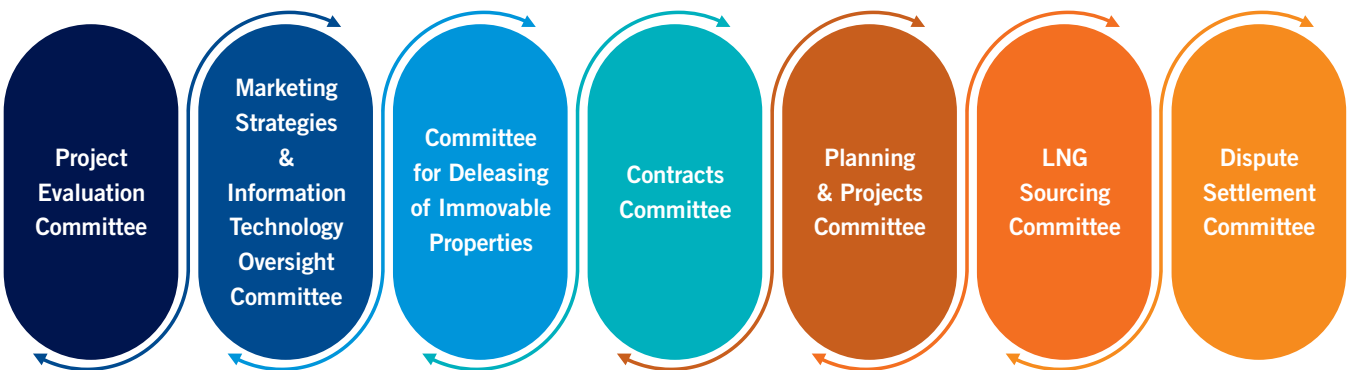 Project
Evaluation
Committee
Marketing
Strategies
&
Information
Technology
Oversight
Committee
Committee
for Deleasing
of Immovable
Properties
Contracts
Committee
Planning
& Projects
Committee
LNG
Sourcing
Committee
Dispute
Settlement
Committee